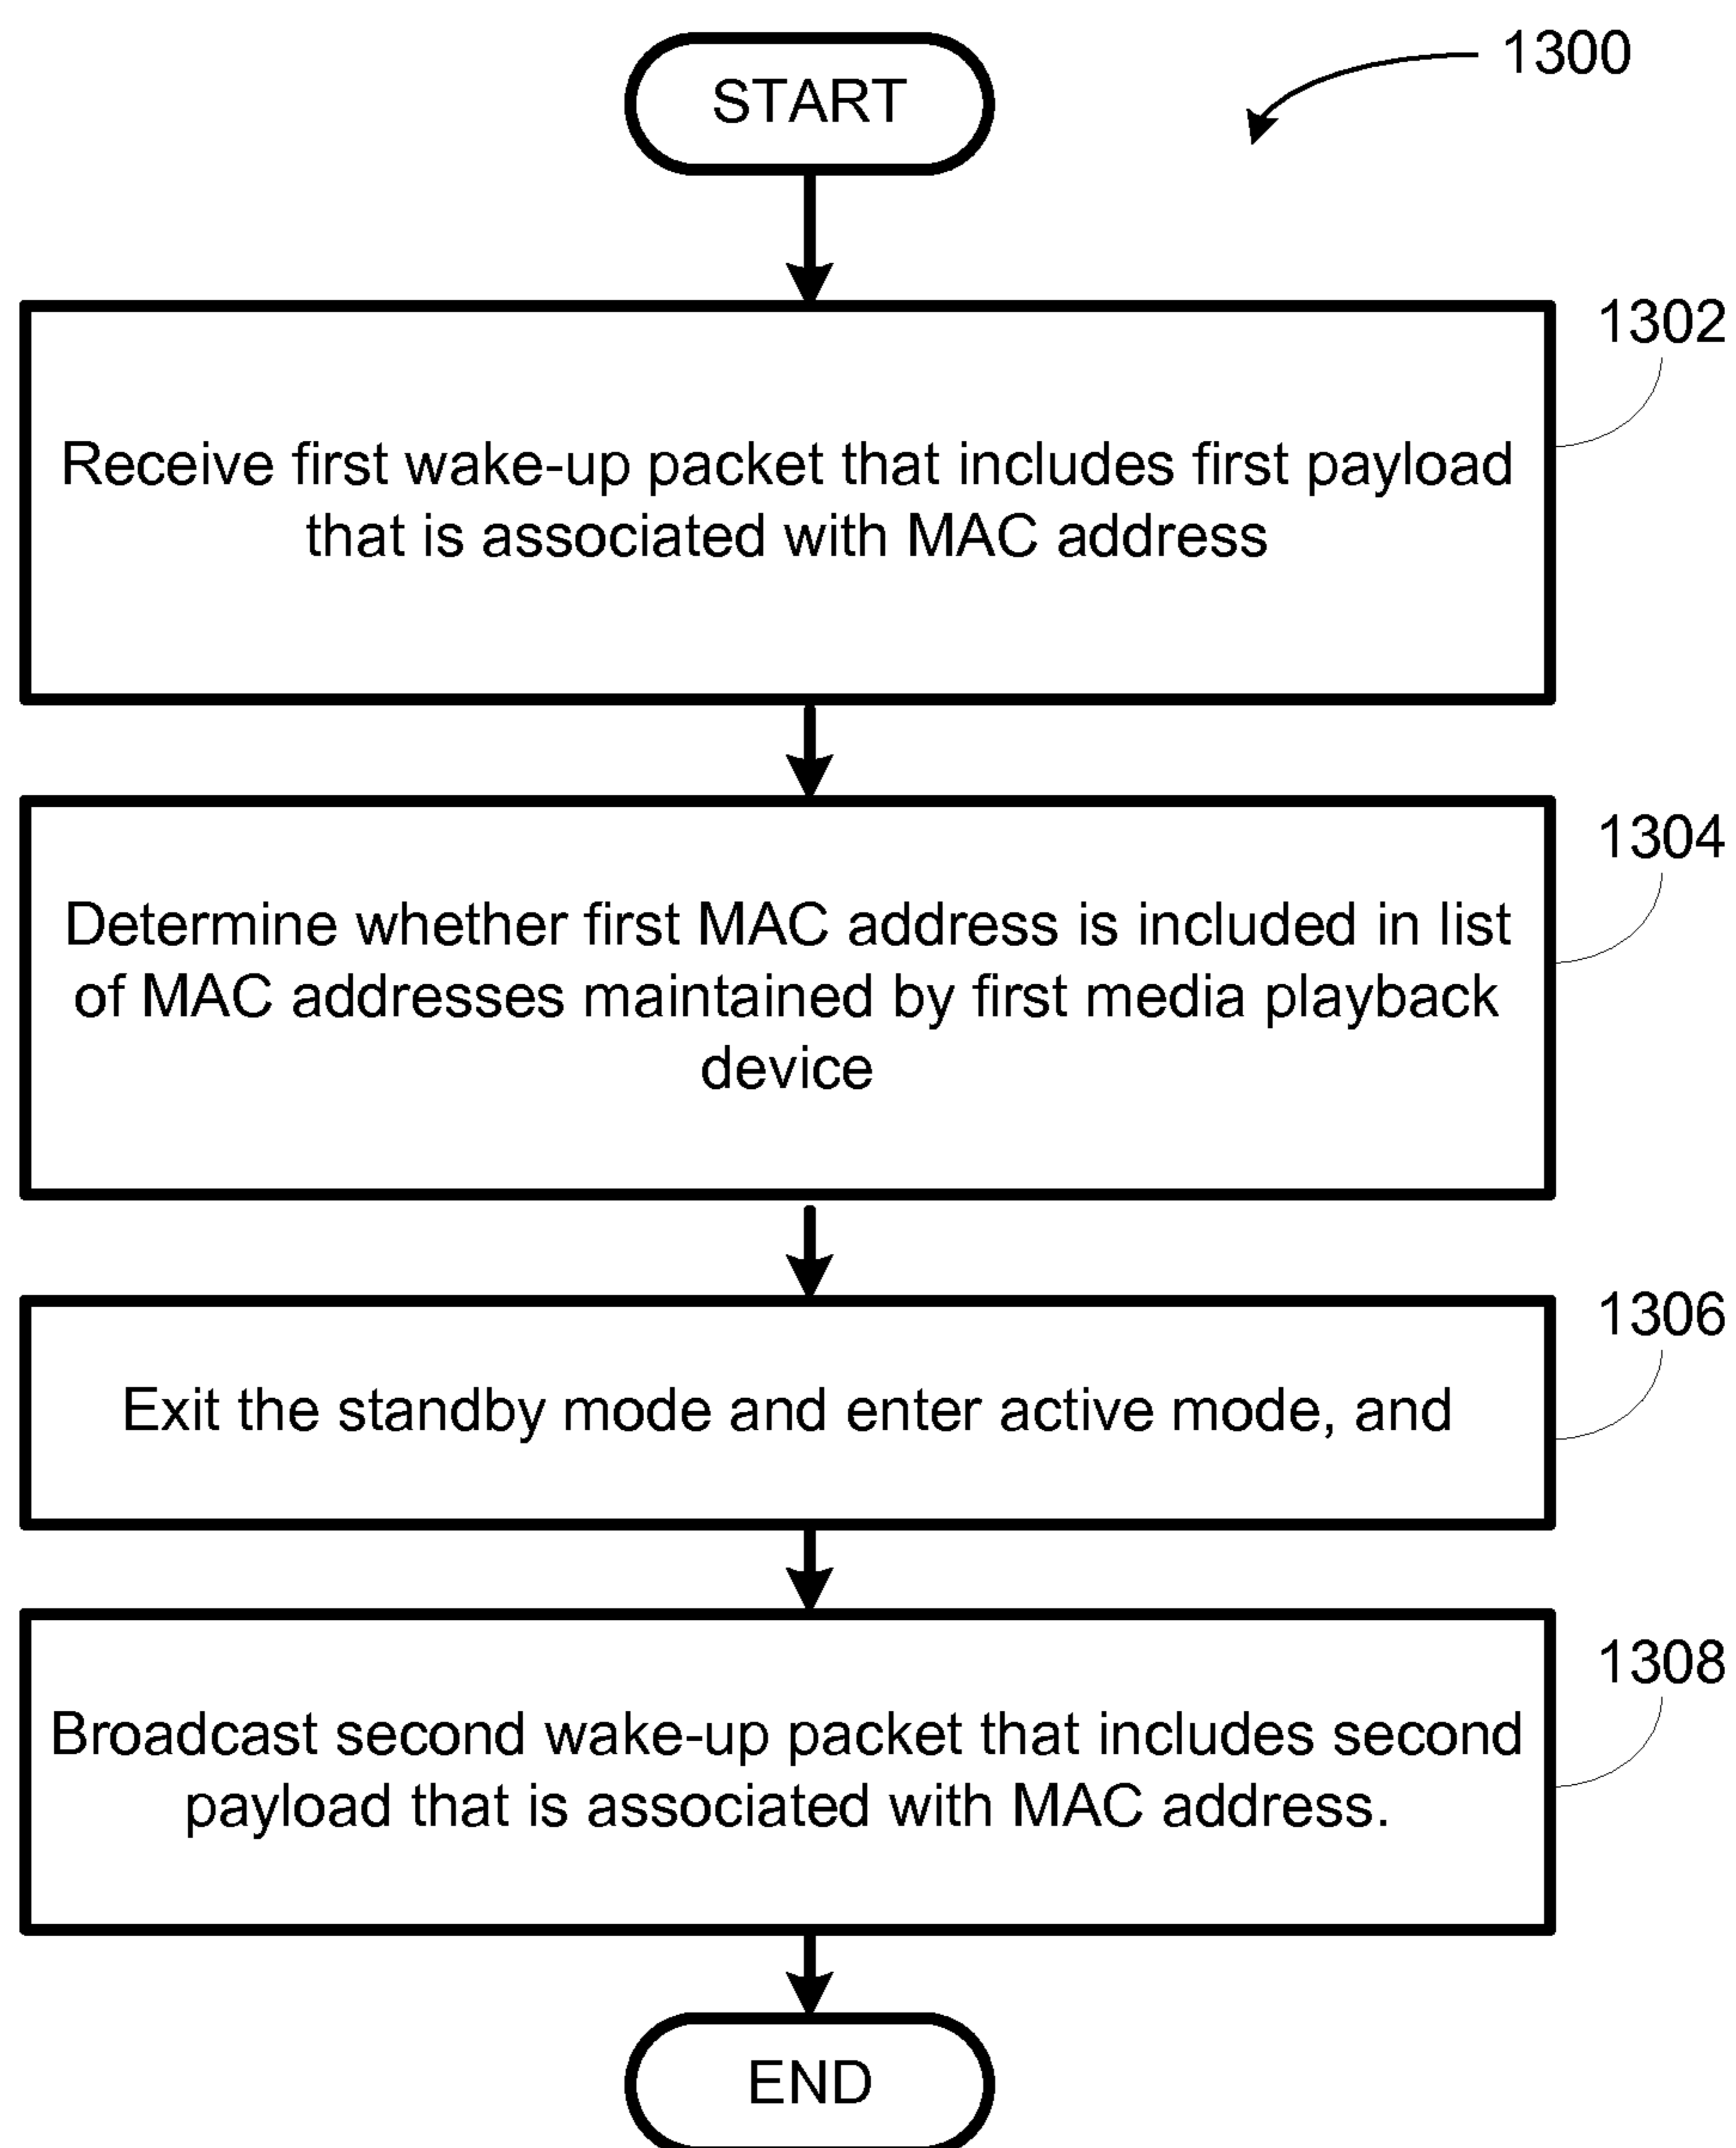 START
1300
1302
Receive first wake-up packet that includes first payload
that is associated with MAC address
1304
Determine whether first MAC address is included in list
of MAC addresses maintained by first media playback
device
1306
Exit the standby mode and enter active mode, and
1308
Broadcast second wake-up packet that includes second
payload that is associated with MAC address.
END